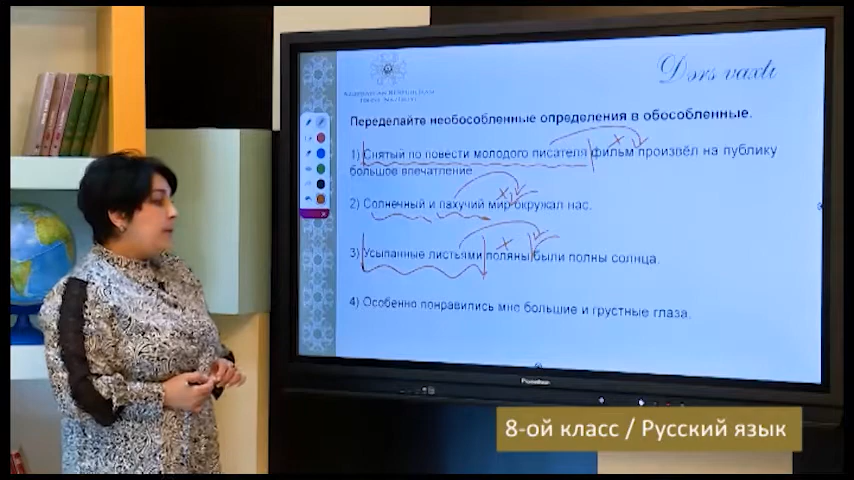 Dərs vaxtı
Переделайте необособленные определения в обособленные.
1) Снятый по повести молодого писателя фильм произвёл на публику
большое впечатление
2) Солнечный и пахучий мир окружал нас.
3) Усыпанные листьями поляны были полны солнца.
4) Особенно понравились мне большие и грустные глаза.
Promethean
8-ой класс / Русский язык